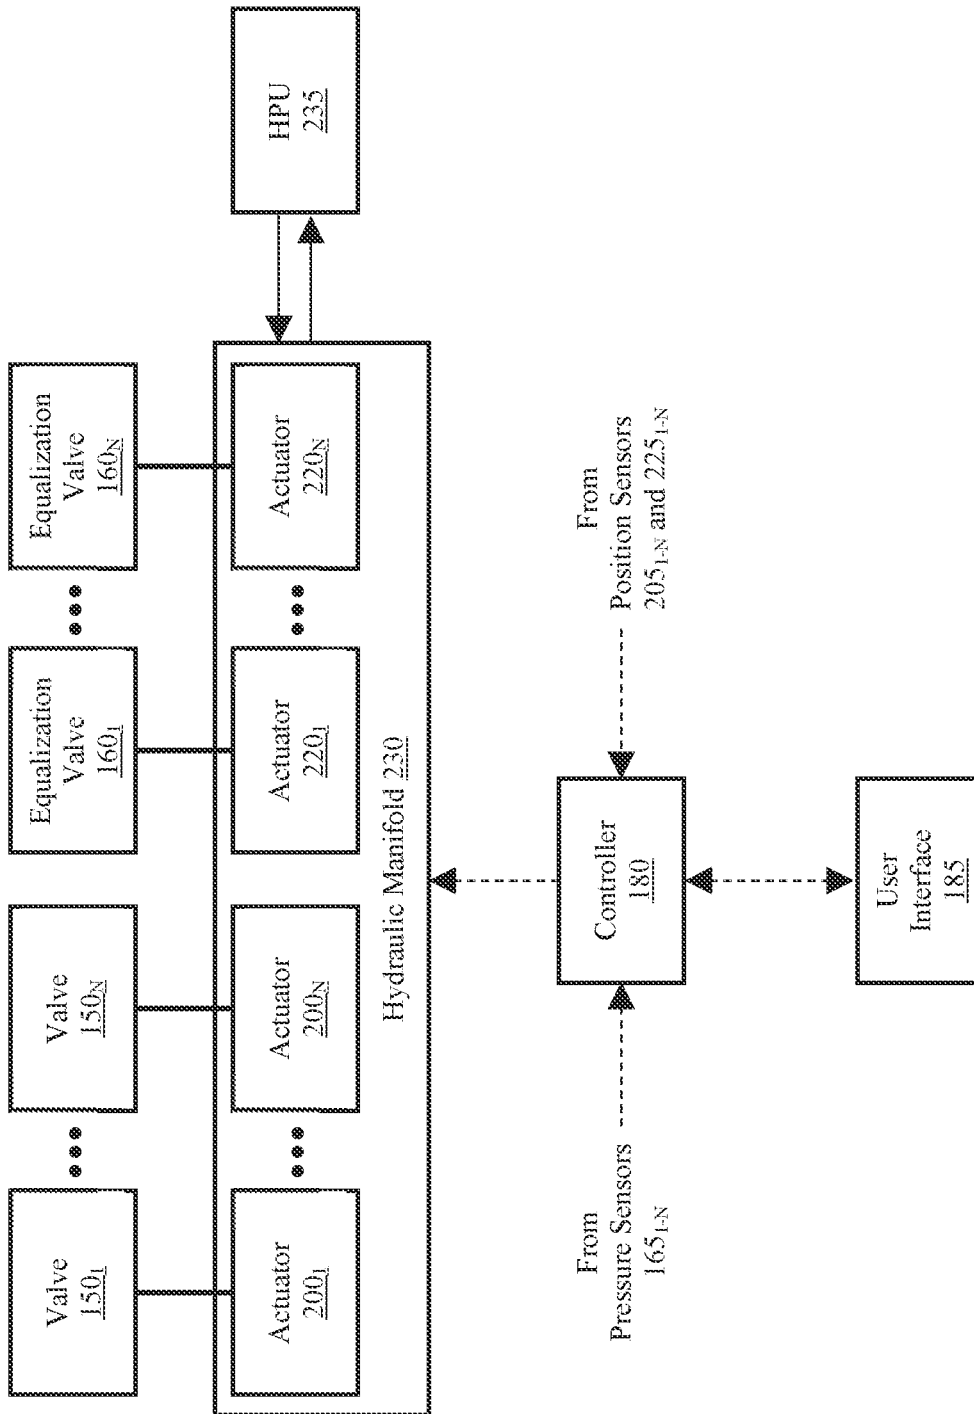 Valve
150₁
Valve
150N
Equalization
Valve
160₁
Equalization
Valve
160N
Actuator
200₁
Actuator
200N
Actuator
220₁
Actuator
220N
Hydraulic Manifold 230
HPU
235
From
Pressure Sensors
165₁₋N
Controller
180
From
Position Sensors
205₁₋N and 225₁₋N
User
Interface
185